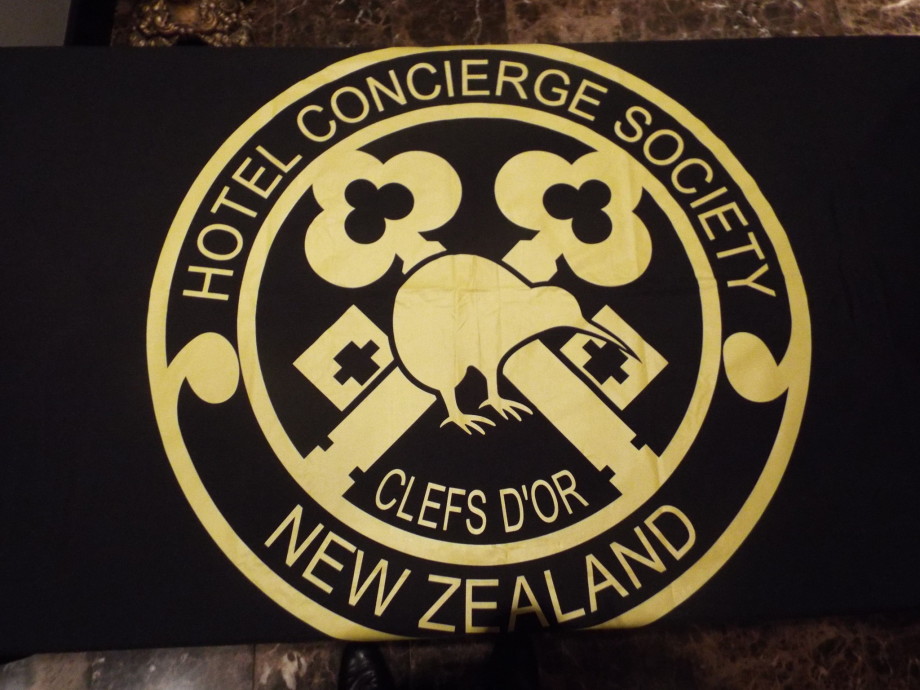 HOTEL CONCIERGE SOCIETY
CLEFS D'OR
NEW ZEALAND